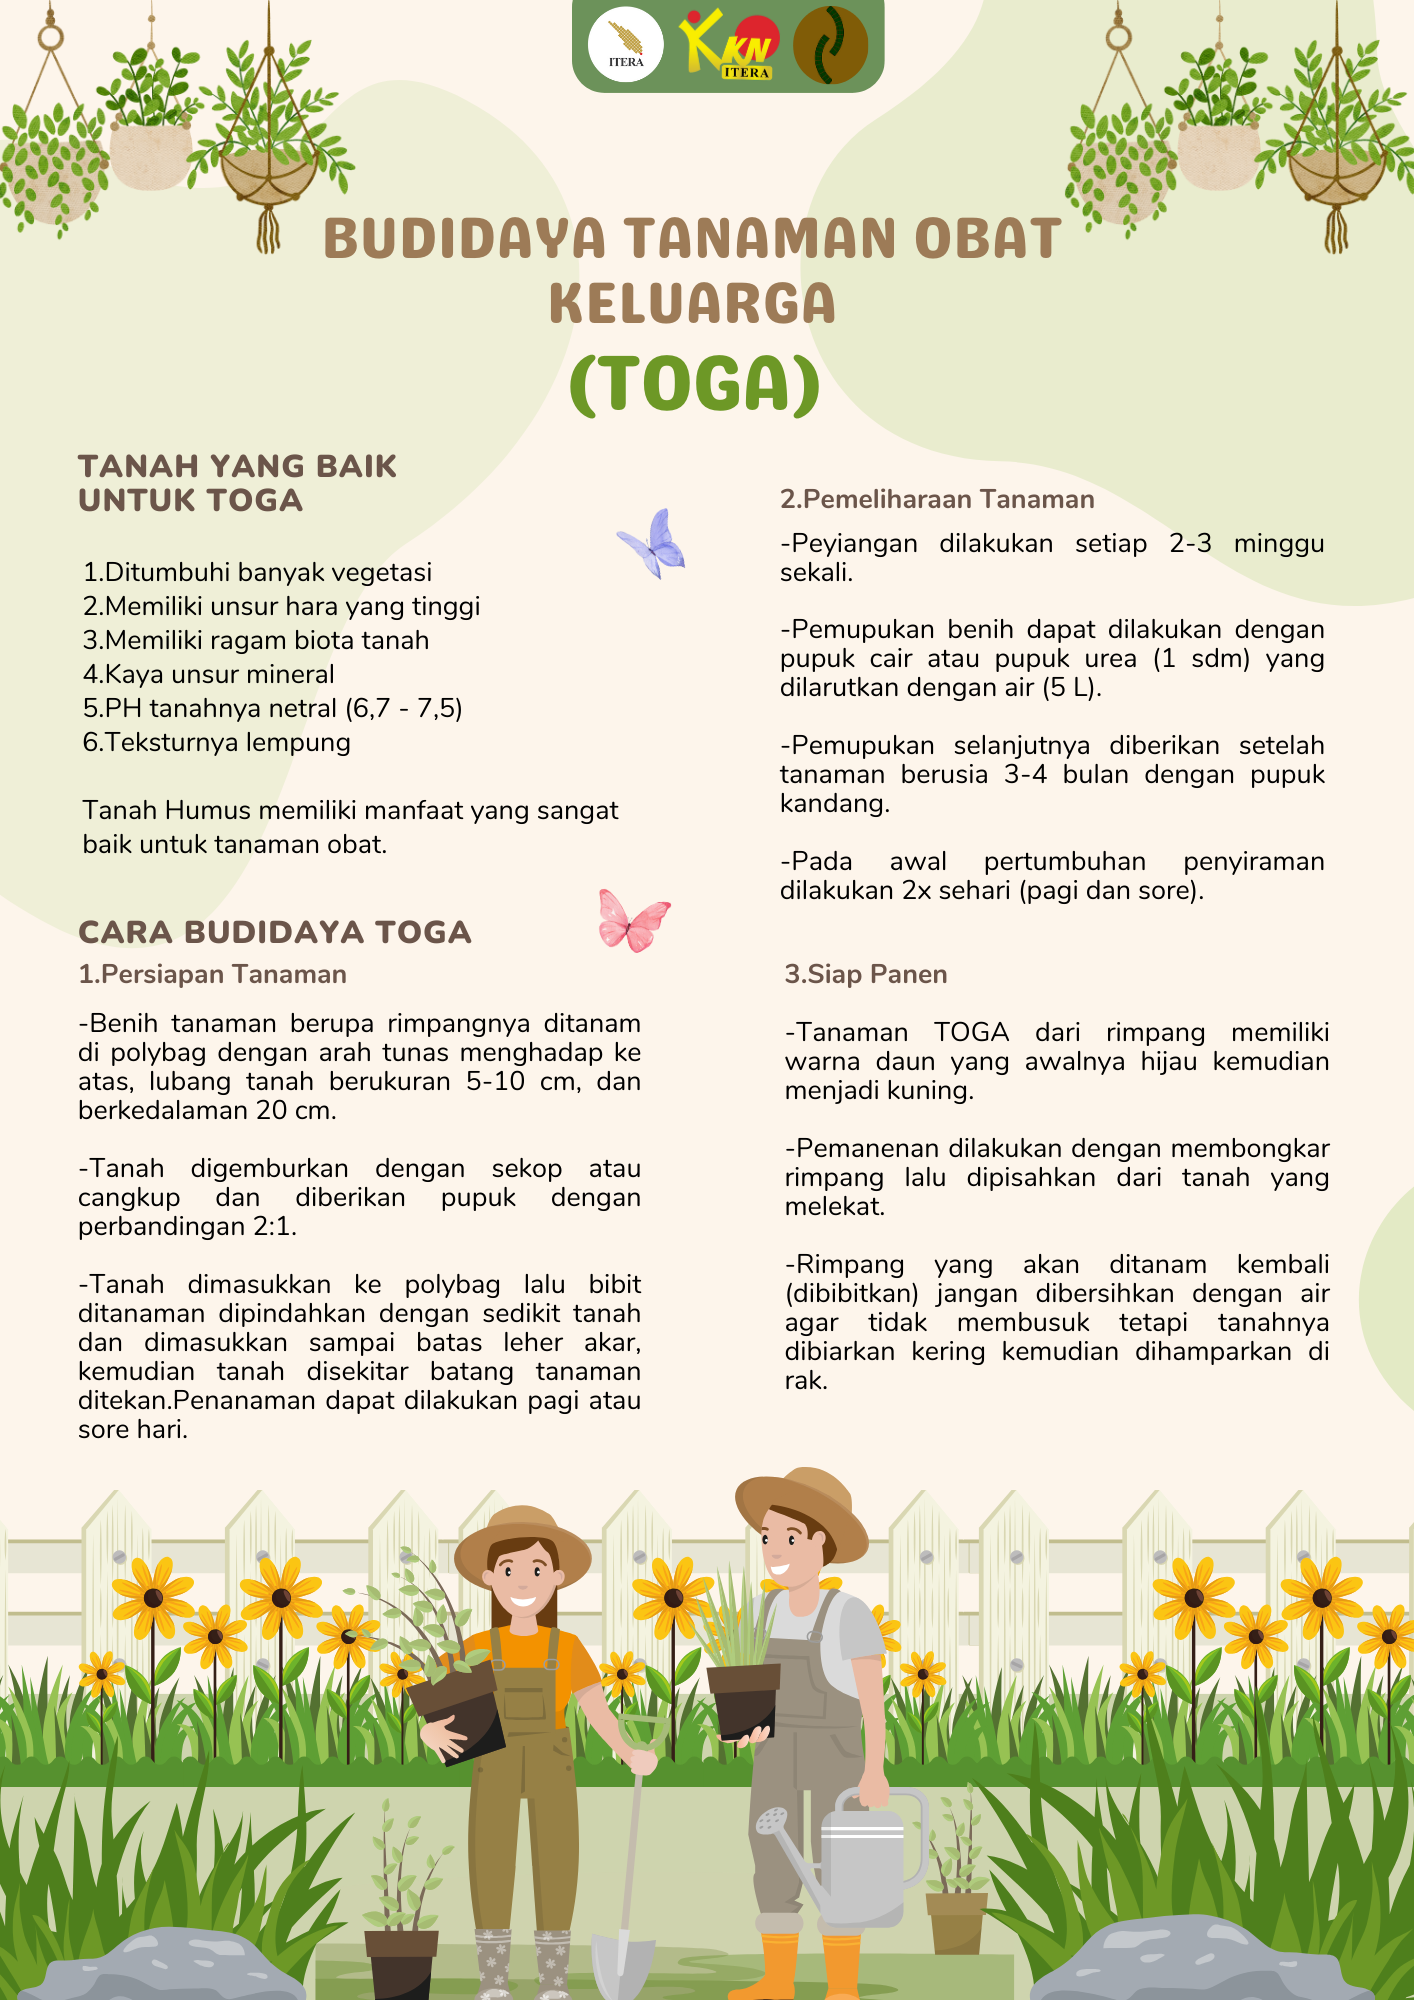 ITERA
KKN
ITERA
BUDIDAYA TANAMAN OBAT
KELUARGA
(TOGA)
TANAH YANG BAIK
UNTUK TOGA
1.Ditumbuhi banyak vegetasi
2.Memiliki unsur hara yang tinggi
3.Memiliki ragam biota tanah
4.Kaya unsur mineral
5.PH tanahnya netral (6,7 - 7,5)
6.Teksturnya lempung
Tanah Humus memiliki manfaat yang sangat
baik untuk tanaman obat.
CARA BUDIDAYA TOGA
1.Persiapan Tanaman
-Benih tanaman berupa rimpangnya ditanam
di polybag dengan arah tunas menghadap ke
atas, lubang tanah berukuran 5-10 cm, dan
berkedalaman 20 cm.
-Tanah digemburkan dengan sekop atau
cangkup dan diberikan pupuk dengan
perbandingan 2:1.
-Tanah dimasukkan ke polybag lalu bibit
ditanaman dipindahkan dengan sedikit tanah
dan dimasukkan sampai batas leher akar,
kemudian tanah disekitar batang tanaman
ditekan.Penanaman dapat dilakukan pagi atau
sore hari.
2.Pemeliharaan Tanaman
-Peyiangan dilakukan setiap 2-3 minggu
sekali.
-Pemupukan benih dapat dilakukan dengan
pupuk cair atau pupuk urea (1 sdm) yang
dilarutkan dengan air (5 L).
-Pemupukan selanjutnya diberikan setelah
tanaman berusia 3-4 bulan dengan pupuk
kandang.
-Pada awal pertumbuhan penyiraman
dilakukan 2x sehari (pagi dan sore).
3.Siap Panen
-Tanaman TOGA dari rimpang memiliki
warna daun yang awalnya hijau kemudian
menjadi kuning.
-Pemanenan dilakukan dengan membongkar
rimpang lalu dipisahkan dari tanah yang
melekat.
-Rimpang yang akan ditanam kembali
(dibibitkan) jangan dibersihkan dengan air
agar tidak membusuk tetapi tanahnya
dibiarkan kering kemudian dihamparkan di
rak.